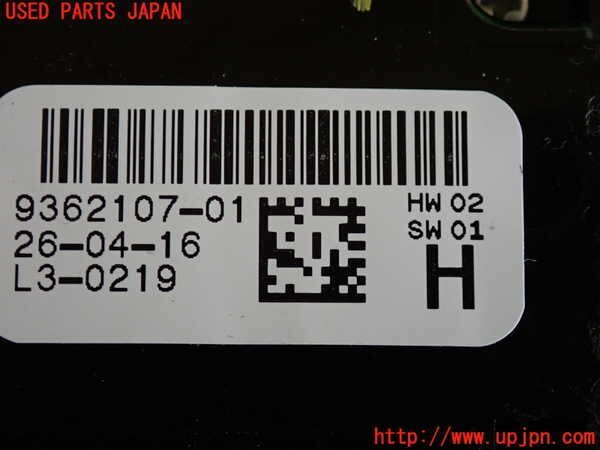 USED PARTS JAPAN
9362107-01
HW 02
26-04-16
SW 01
L3-0219
H
http://www.upjpn.com/